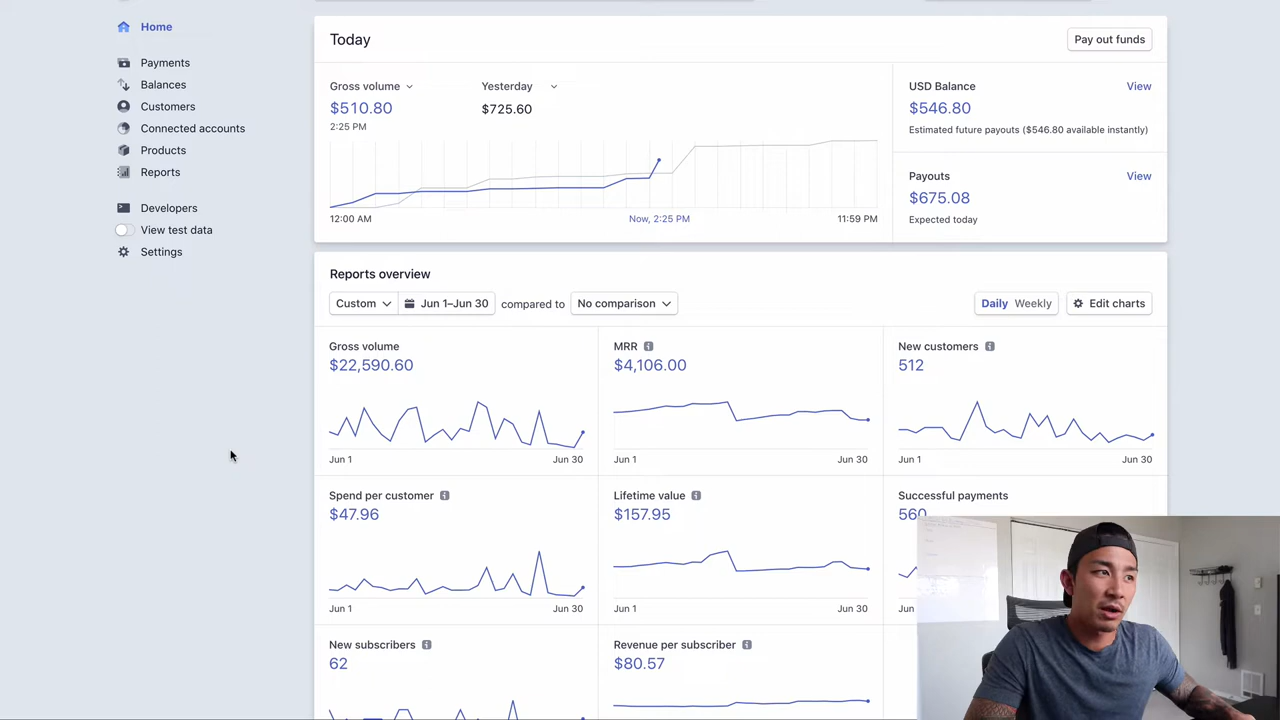 Home
Payments
Balances
Customers
Connected accounts
Products
Reports
Developers
View test data
Settings
Today
Pay out funds
Gross volume
$510.80
2:25 PM
Yesterday
$725.60
12:00 AM
Now, 2:25 PM
11:59 PM
USD Balance
View
$546.80
Estimated future payouts ($546.80 available instantly)
Payouts
View
$675.08
Expected today
Reports overview
Custom
Jun 1–Jun 30
compared to
No comparison
Daily Weekly
Edit charts
Gross volume
$22,590.60
Jun 1
Jun 30
MRR
$4,106.00
Jun 1
Jun 30
New customers
512
Jun 1
Jun 30
Spend per customer
$47.96
Jun 1
Jun 30
Lifetime value
$157.95
Jun 1
Jun 30
Successful payments
560
Jun
New subscribers
62
Revenue per subscriber
$80.57